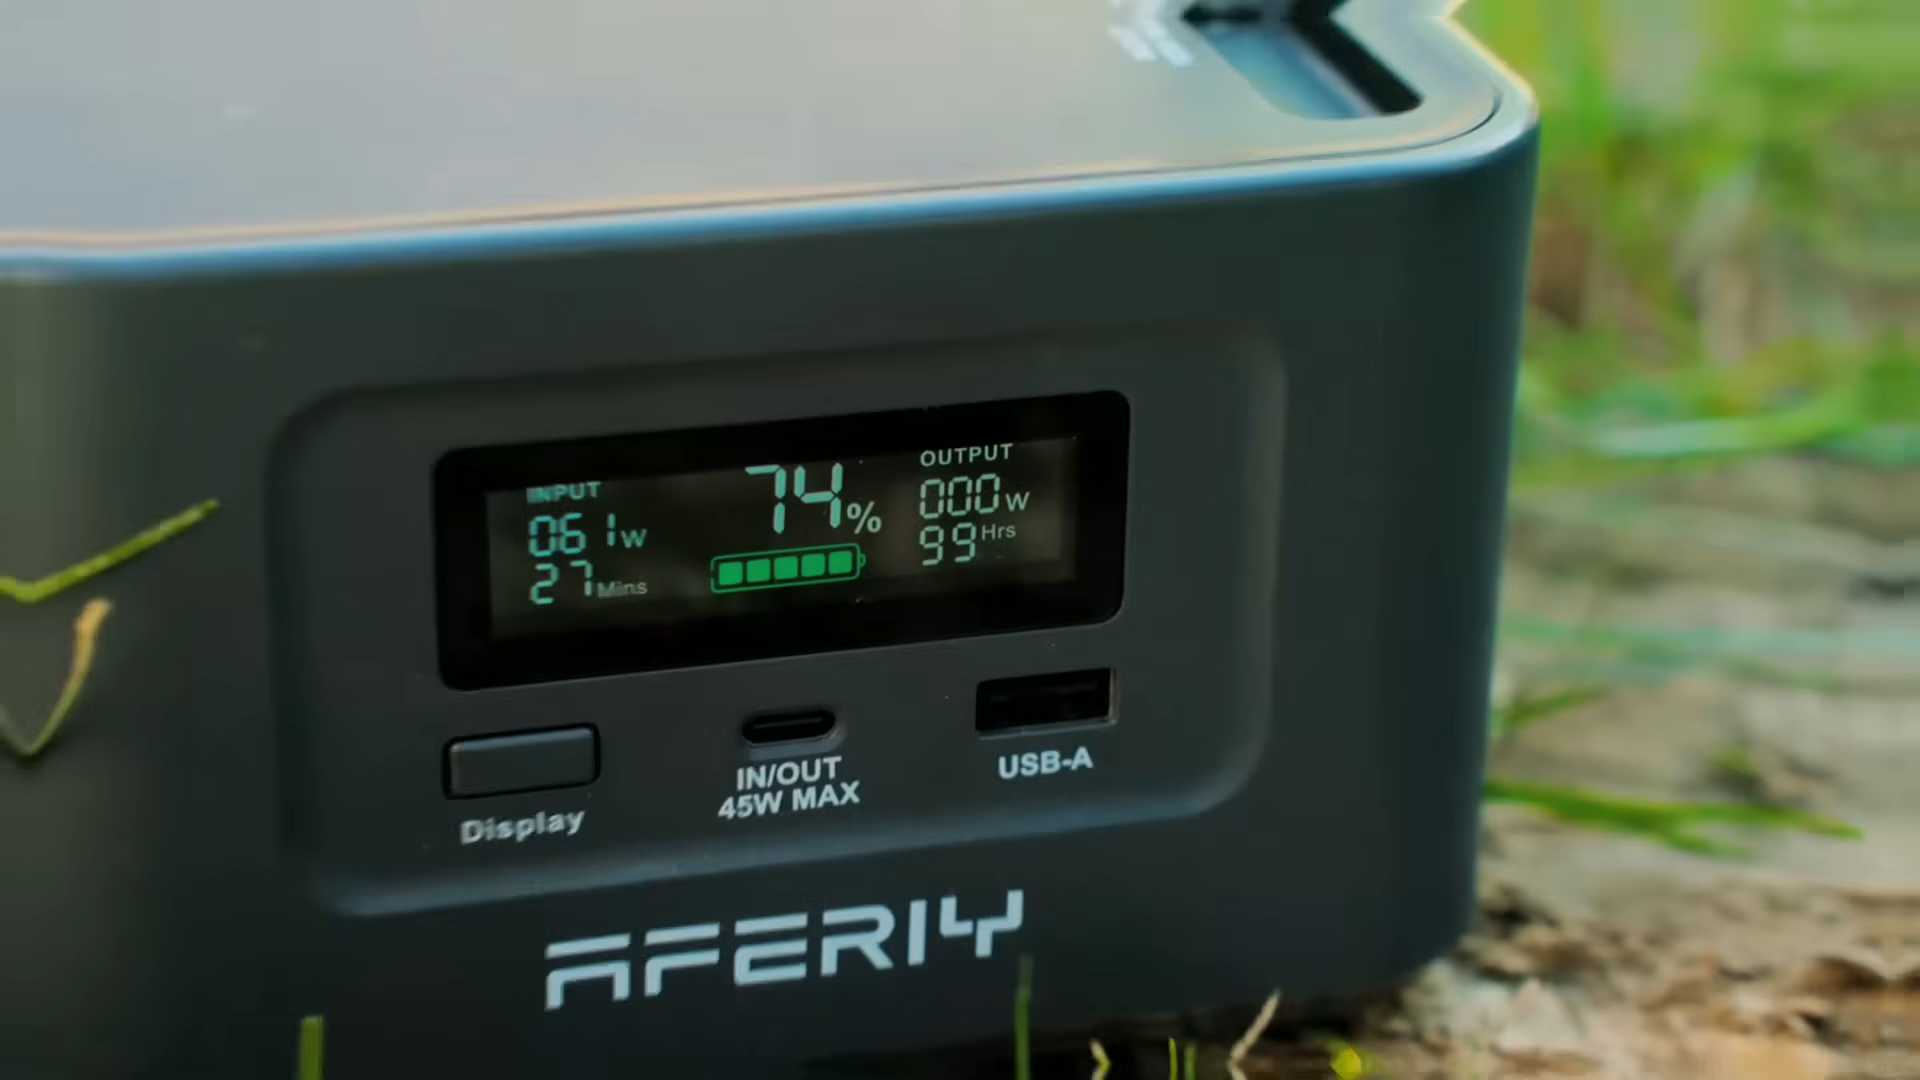 INPUT
061W
27Mins
74%
OUTPUT
000W
99Hrs
Display
IN/OUT
45W MAX
USB-A
AFERIY